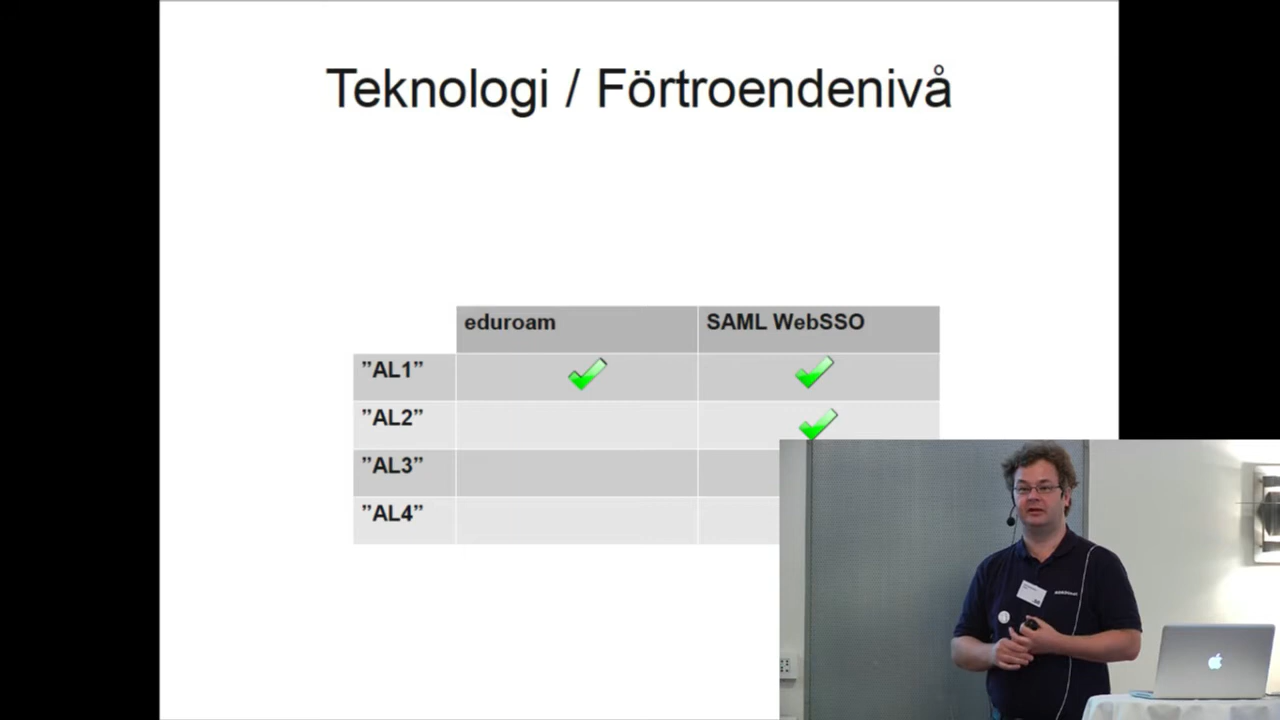 Teknologi / Förtroendenivå
eduroam SAML WebSSO
”AL1”
”AL2”
”AL3”
”AL4”